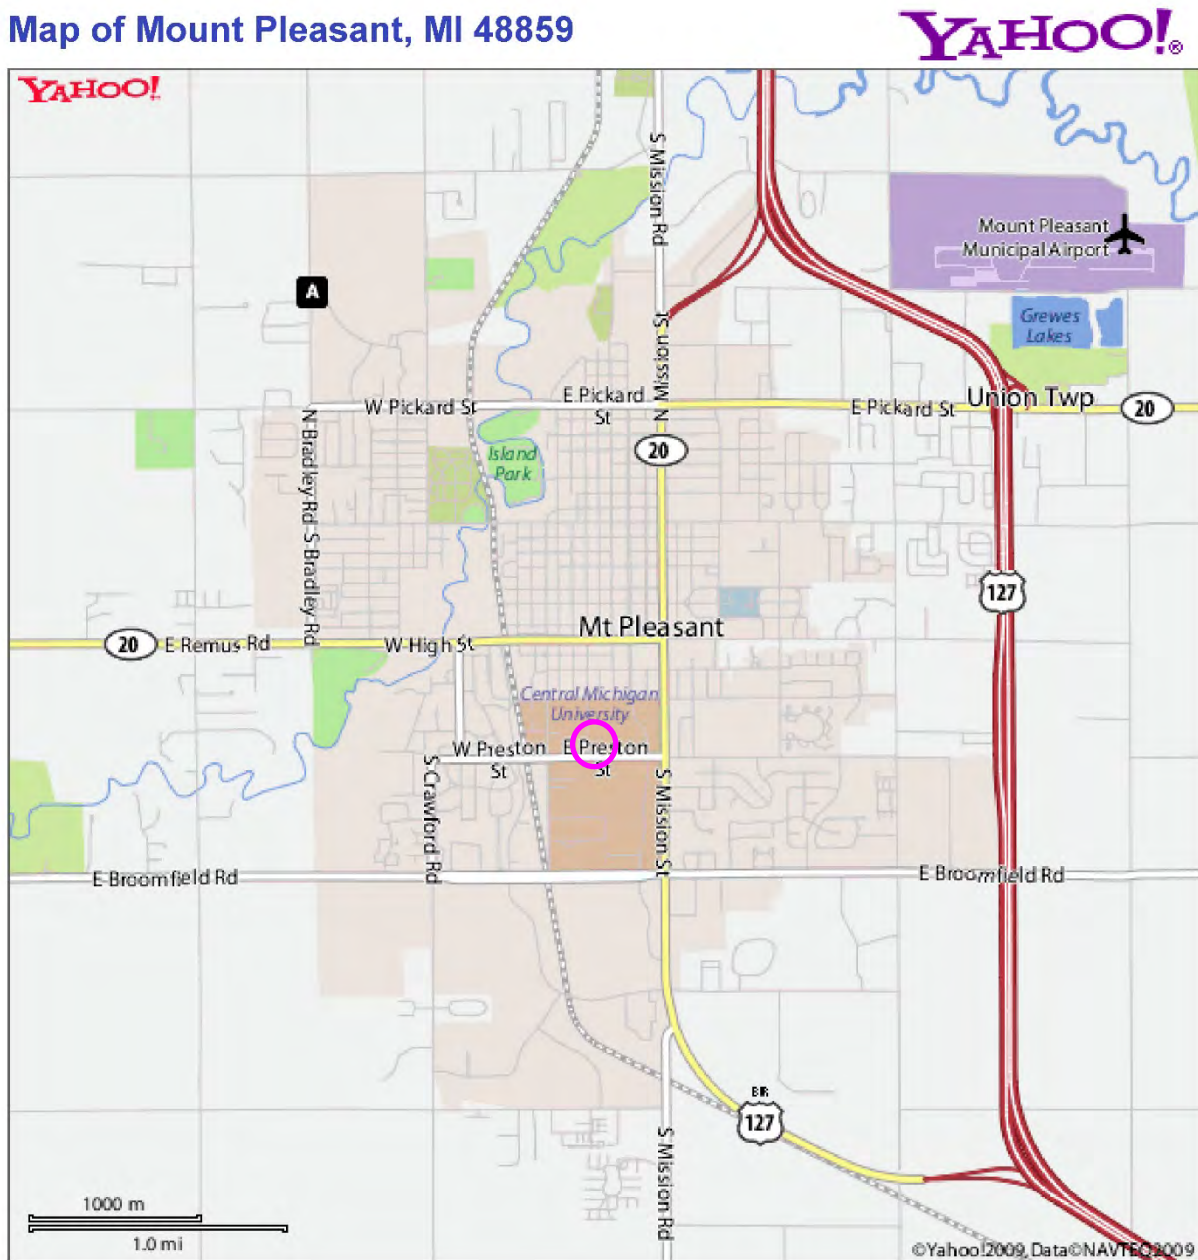 Map of Mount Pleasant, MI 48859
YAHOO!®
YAHOO!
S Mission Rd
Mount Pleasant
Municipal Airport
A
Grewes
Lakes
N Mission St
W Pickard St
E Pickard
St
E Pickard St
Union Twp
20
N Bradley Rd
20
Island
Park
S Bradley Rd
127
Mt Pleasant
20
E Remus Rd
W High St
Central Michigan
University
W Preston
St
E Preston
St
S Crawford Rd
S Mission St
E Broomfield Rd
E Broomfield Rd
BR
127
S Mission Rd
1000 m
1.0 mi
©Yahoo!2009, Data©NAVTEQ2009